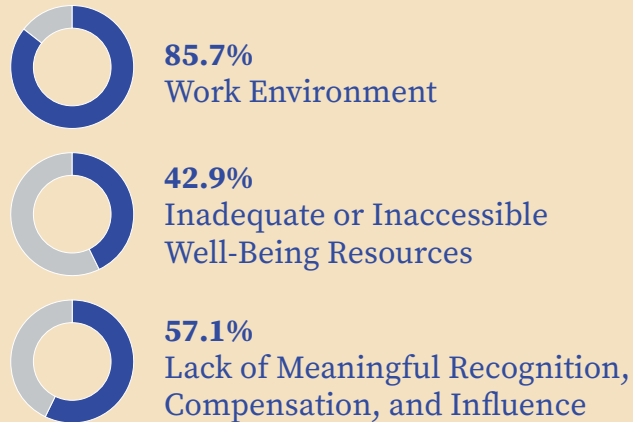 85.7%
Work Environment
42.9%
Inadequate or Inaccessible
Well-Being Resources
57.1%
Lack of Meaningful Recognition,
Compensation, and Influence